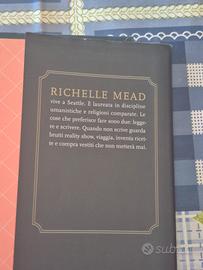 RICHELLE MEAD
vive a Seattle. È laureata in discipline
umanistiche e religioni comparate. Le
cose che preferisce fare sono due: legge-
re e scrivere. Quando non scrive guarda
brutti reality show, viaggia, inventa ricet-
te e compra vestiti che non metterà mai.
Subito.it